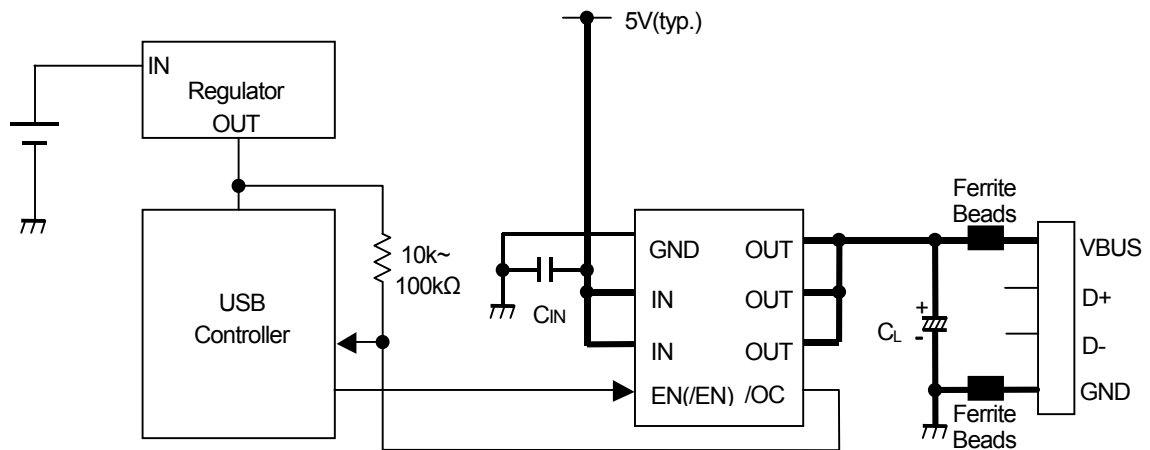 5V(typ.)
IN
Regulator
OUT
10k~
100kΩ
USB
Controller
CIN
GND OUT
IN OUT
IN OUT
EN(/EN) /OC
Ferrite
Beads
+
CL
-
VBUS
D+
D-
GND
Ferrite
Beads